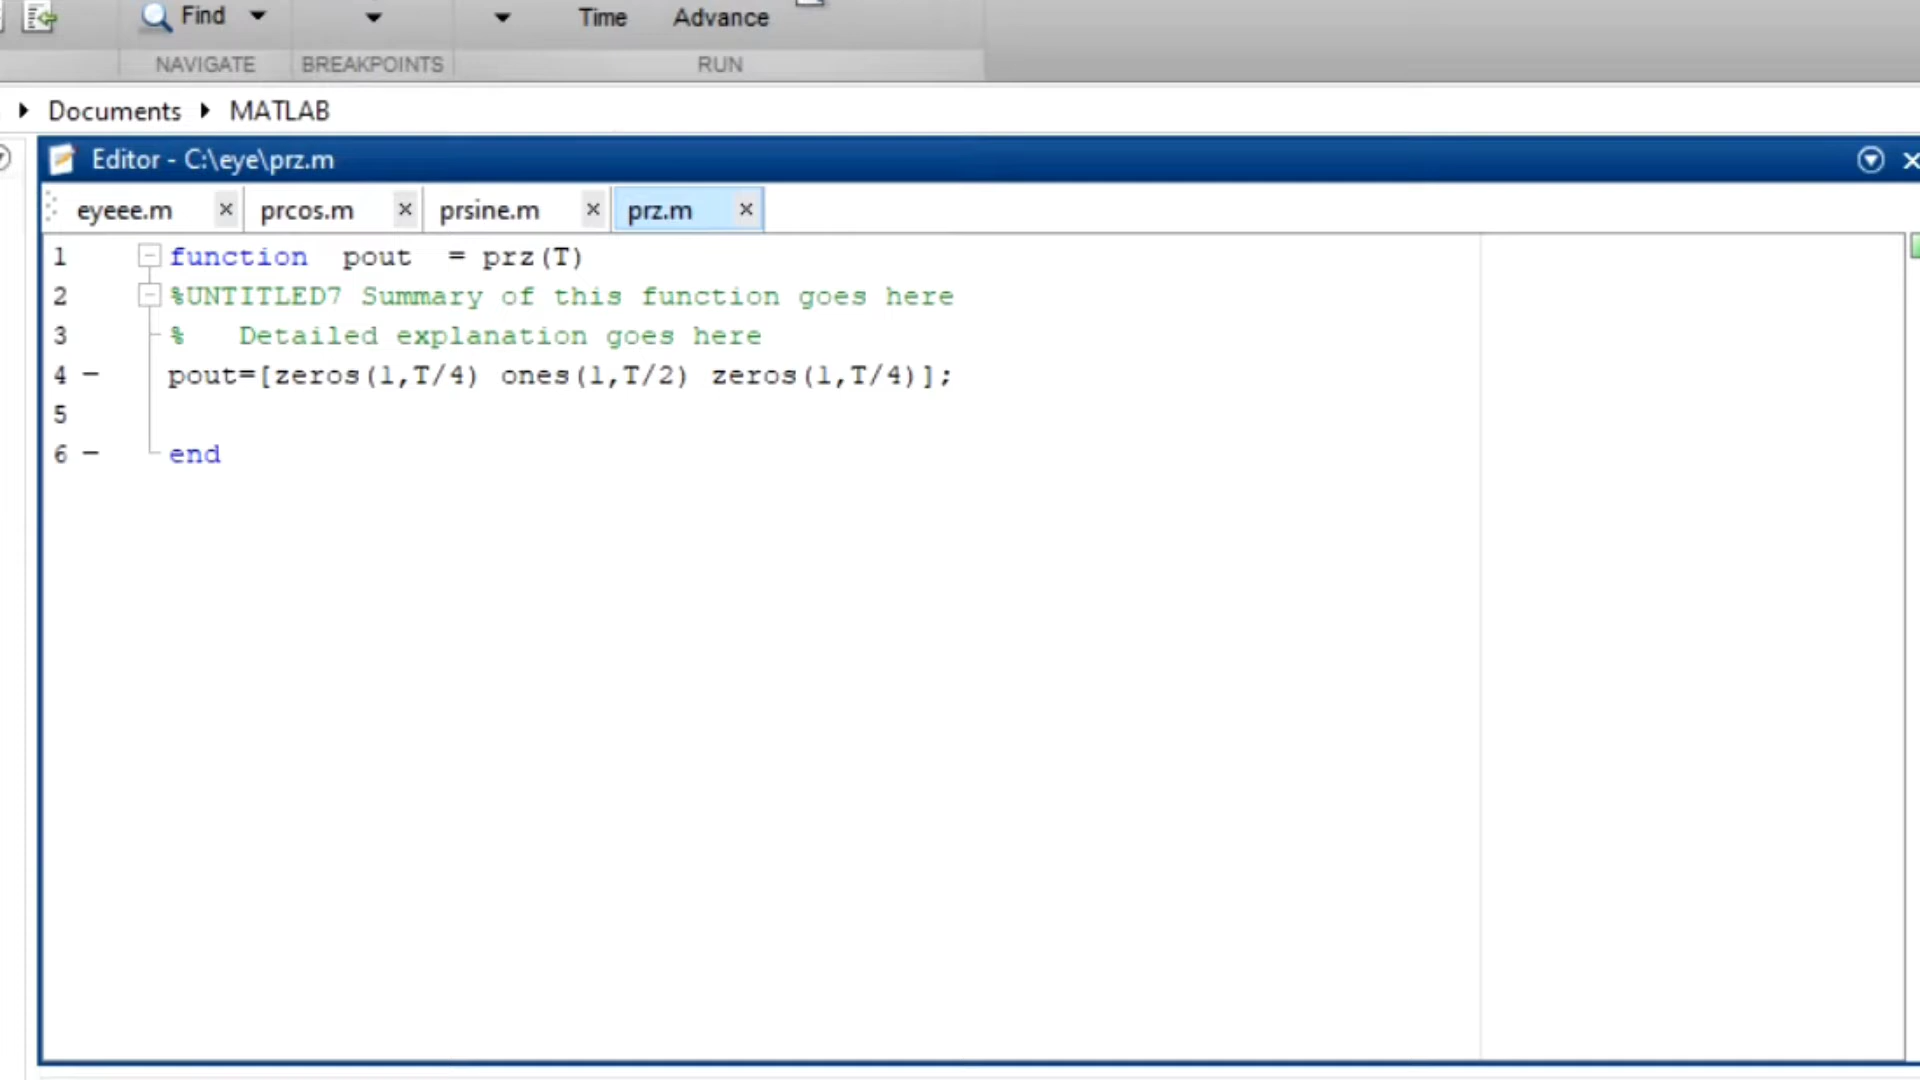 Find Time Advance
NAVIGATE BREAKPOINTS RUN
Documents MATLAB
Editor - C:\eye\prz.m
eyeee.m prcos.m prsine.m prz.m
1 function pout = prz(T)
2 %UNTITLED7 Summary of this function goes here
3 % Detailed explanation goes here
4 pout=[zeros(1,T/4) ones(1,T/2) zeros(1,T/4)];
5
6 end